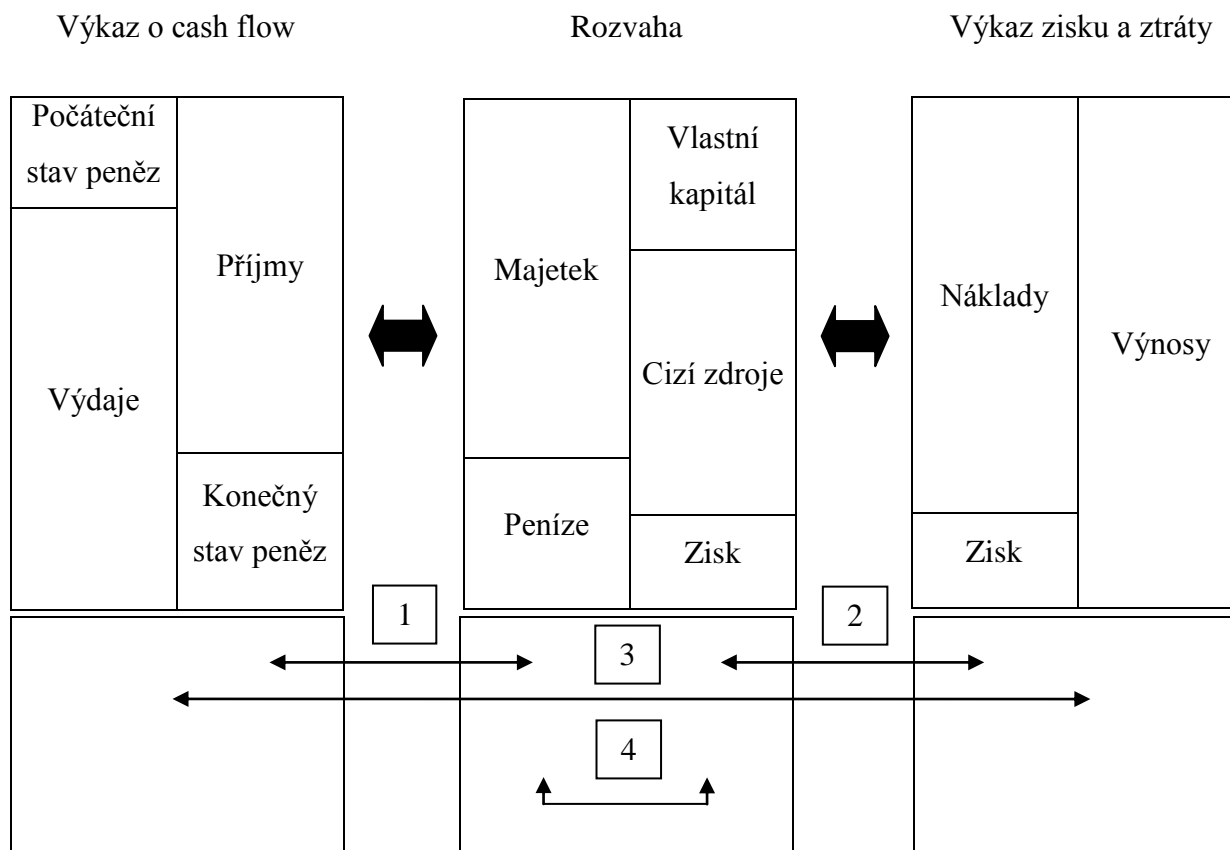 Výkaz o cash flow
Rozvaha
Výkaz zisku a ztráty
Počáteční
stav peněz
Příjmy
Výdaje
Konečný
stav peněz
Majetek
Peníze
Vlastní
kapitál
Cizí zdroje
Zisk
Náklady
Zisk
Výnosy
1
2
3
4